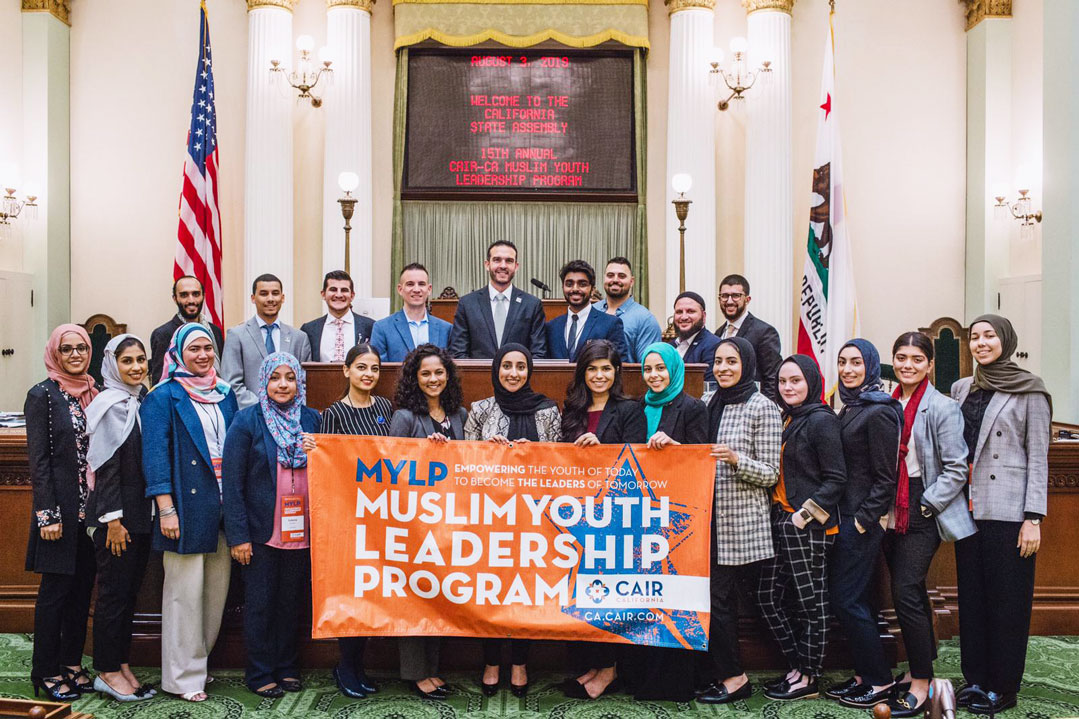 AUGUST 3, 2019
WELCOME TO THE
CALIFORNIA
STATE ASSEMBLY
15TH ANNUAL
CAIR-CA MUSLIM YOUTH
LEADERSHIP PROGRAM
MYLP EMPOWERING THE YOUTH OF TODAY
TO BECOME THE LEADERS OF TOMORROW
MUSLIM YOUTH
LEADERSHIP
PROGRAM
CAIR
CALIFORNIA
CA.CAIR.COM